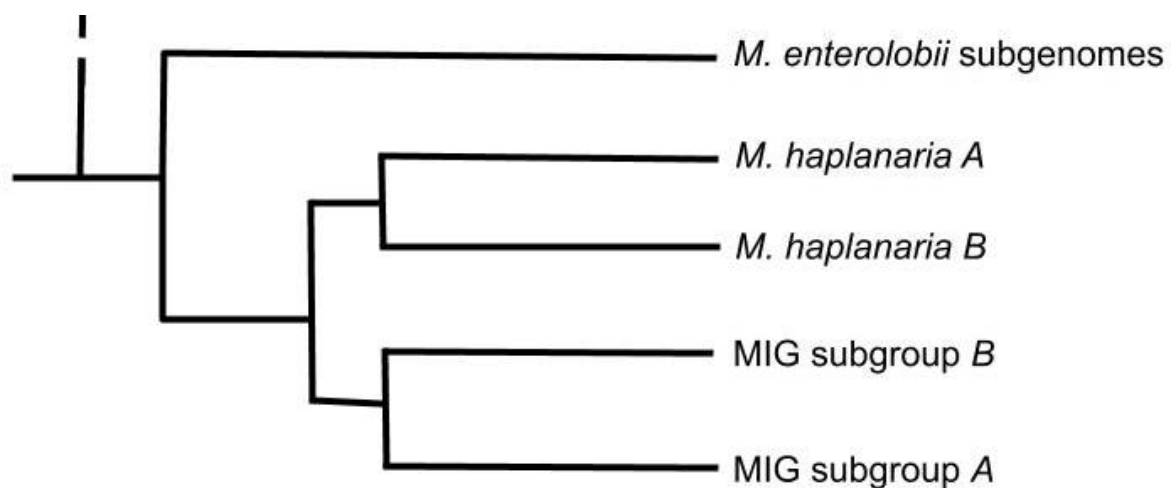 M. enterolobii subgenomes
M. haplanaria A
M. haplanaria B
MIG subgroup B
MIG subgroup A